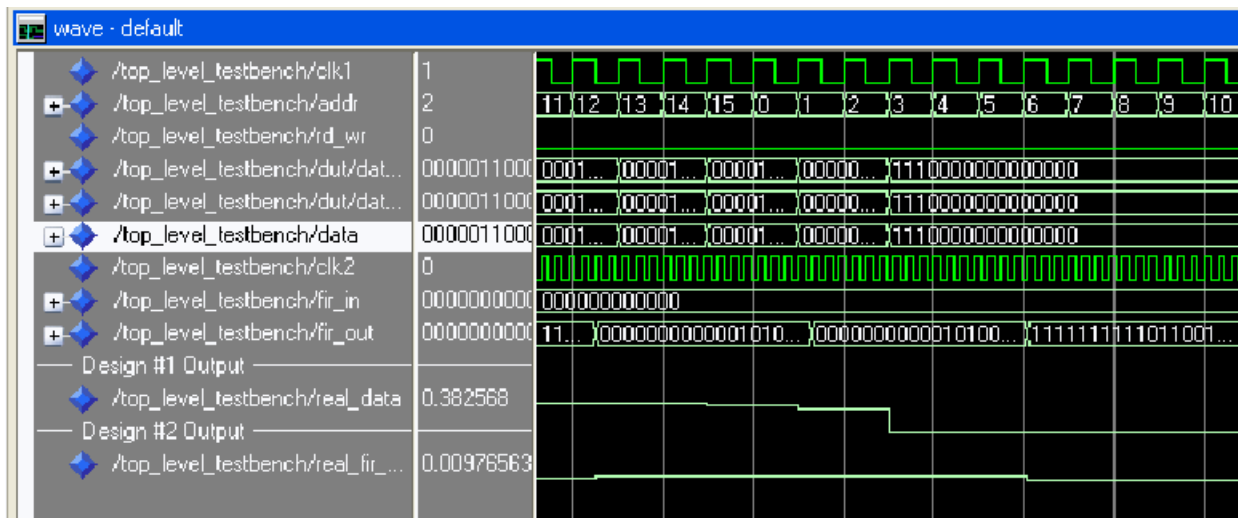 wave - default
/top_level_testbench/clk1 1
/top_level_testbench/addr 2 11 12 13 14 15 0 1 2 3 4 5 6 7 8 9 10
/top_level_testbench/rd_wr 0
/top_level_testbench/dut/dat... 0000011000 0001... 00001... 00001... 00000... 1110000000000000
/top_level_testbench/dut/dat... 0000011000 0001... 00001... 00001... 00000... 1110000000000000
/top_level_testbench/data 0000011000 0001... 00001... 00001... 00000... 1110000000000000
/top_level_testbench/clk2 0
/top_level_testbench/fir_in 0000000000 000000000000
/top_level_testbench/fir_out 0000000000 11... 0000000000001010... 0000000000010100... 1111111111011001...
Design #1 Output
/top_level_testbench/real_data 0.382568
Design #2 Output
/top_level_testbench/real_fir_... 0.00976563